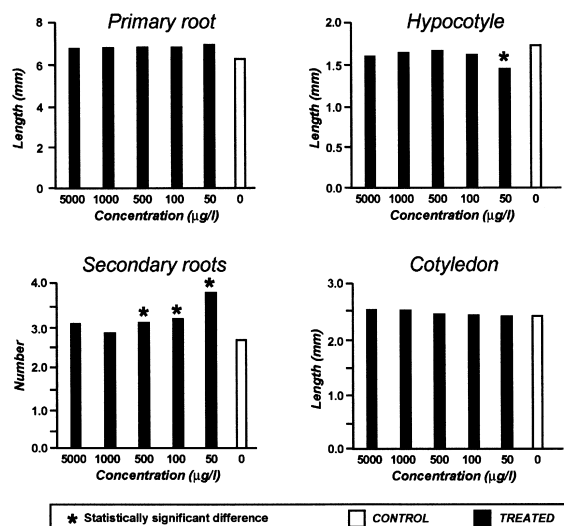 Primary root
Length (mm)
8
6
4
2
0
5000 1000 500 100 50 0
Concentration (µg/l)
Hypocotyle
Length (mm)
2.0
1.5
1.0
0.5
0.0
*
5000 1000 500 100 50 0
Concentration (µg/l)
Secondary roots
Number
4.0
3.0
2.0
1.0
0.0
* * *
5000 1000 500 100 50 0
Concentration (µg/l)
Cotyledon
Length (mm)
3.0
2.0
1.0
0.0
5000 1000 500 100 50 0
Concentration (µg/l)
* Statistically significant difference CONTROL TREATED